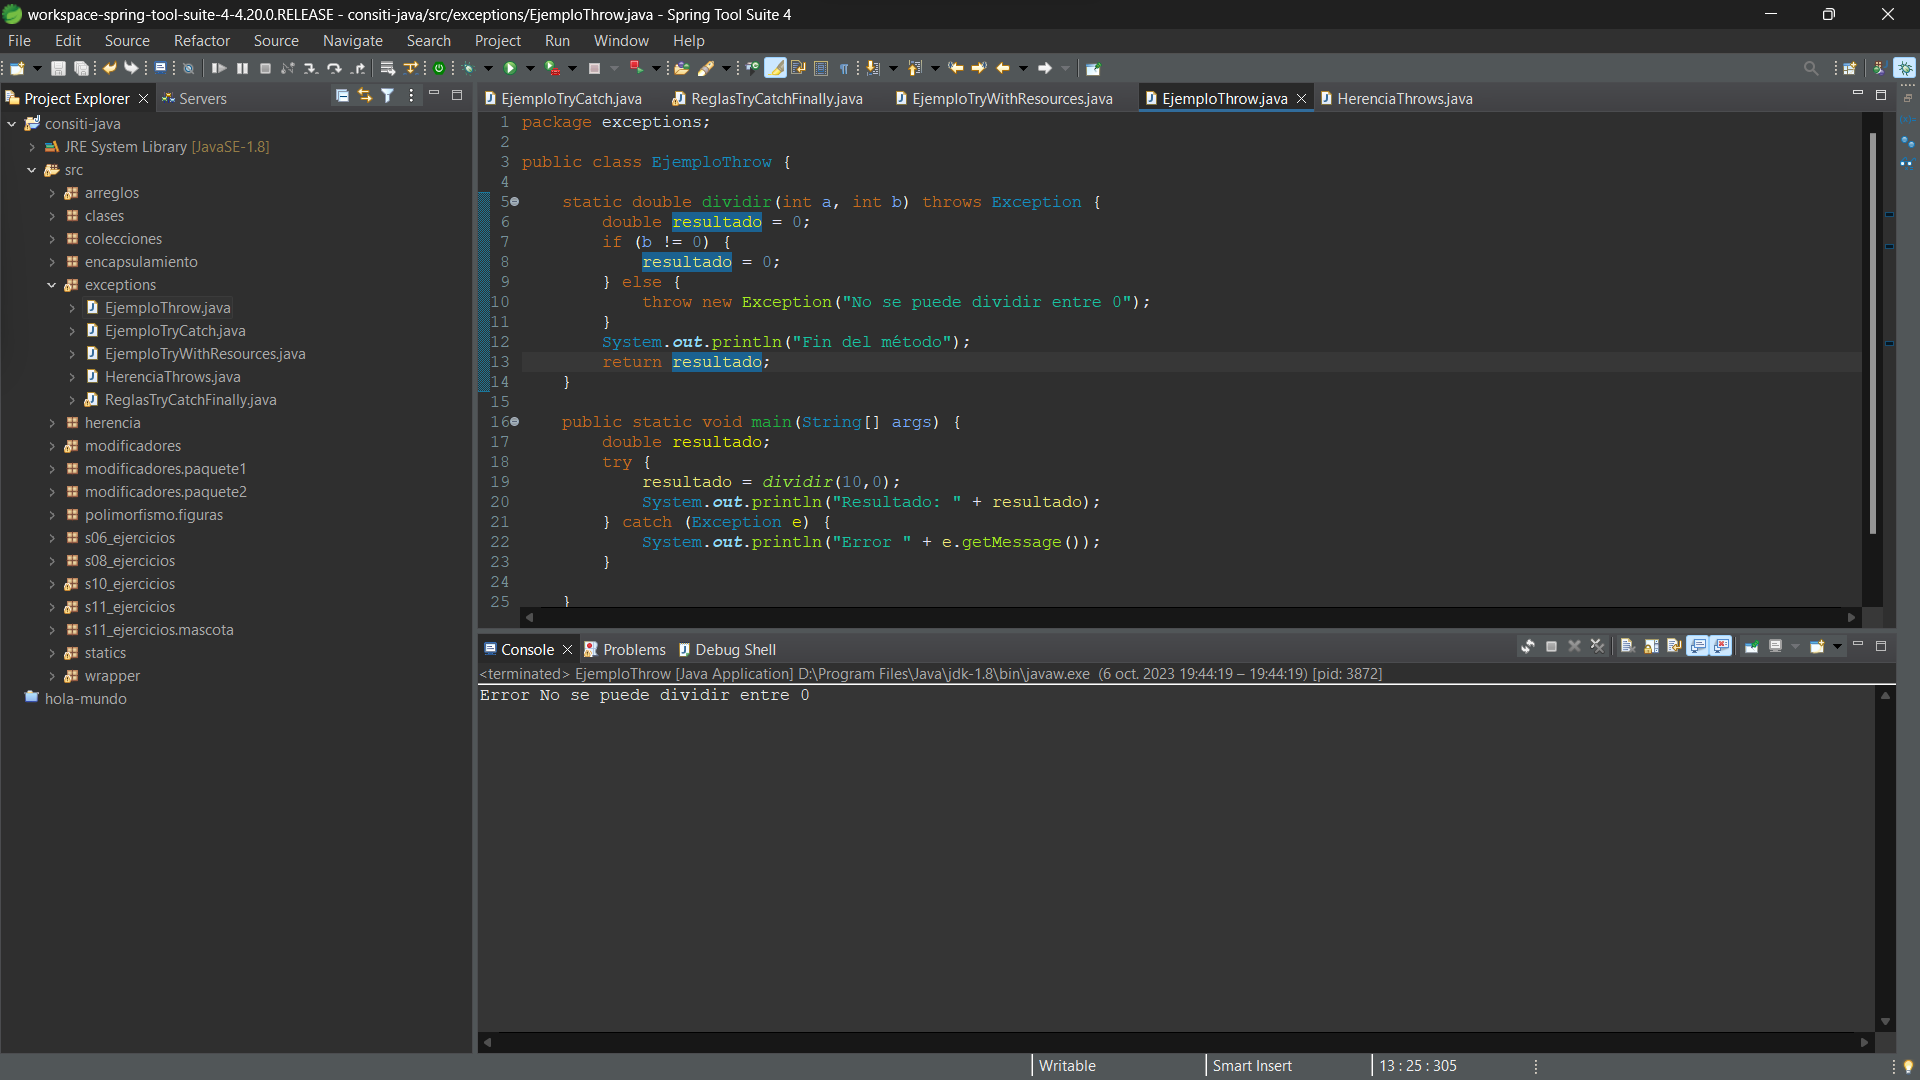 workspace-spring-tool-suite-4-4.20.0.RELEASE - consiti-java/src/exceptions/EjemploThrow.java - Spring Tool Suite 4
File Edit Source Refactor Source Navigate Search Project Run Window Help
Project Explorer Servers
consiti-java
JRE System Library [JavaSE-1.8]
src
arreglos
clases
colecciones
encapsulamiento
exceptions
EjemploThrow.java
EjemploTryCatch.java
EjemploTryWithResources.java
HerenciaThrows.java
ReglasTryCatchFinally.java
herencia
modificadores
modificadores.paquete1
modificadores.paquete2
polimorfismo.figuras
s06_ejercicios
s08_ejercicios
s10_ejercicios
s11_ejercicios
s11_ejercicios.mascota
statics
wrapper
hola-mundo
EjemploTryCatch.java ReglasTryCatchFinally.java EjemploTryWithResources.java EjemploThrow.java HerenciaThrows.java
1 package exceptions;
2
3 public class EjemploThrow {
4
5 static double dividir(int a, int b) throws Exception {
6 double resultado = 0;
7 if (b != 0) {
8 resultado = 0;
9 } else {
10 throw new Exception("No se puede dividir entre 0");
11 }
12 System.out.println("Fin del método");
13 return resultado;
14 }
15
16 public static void main(String[] args) {
17 double resultado;
18 try {
19 resultado = dividir(10,0);
20 System.out.println("Resultado: " + resultado);
21 } catch (Exception e) {
22 System.out.println("Error " + e.getMessage());
23 }
24
25 }
Console Problems Debug Shell
<terminated> EjemploThrow [Java Application] D:\Program Files\Java\jdk-1.8\bin\javaw.exe (6 oct. 2023 19:44:19 – 19:44:19) [pid: 3872]
Error No se puede dividir entre 0
Writable Smart Insert 13 : 25 : 305